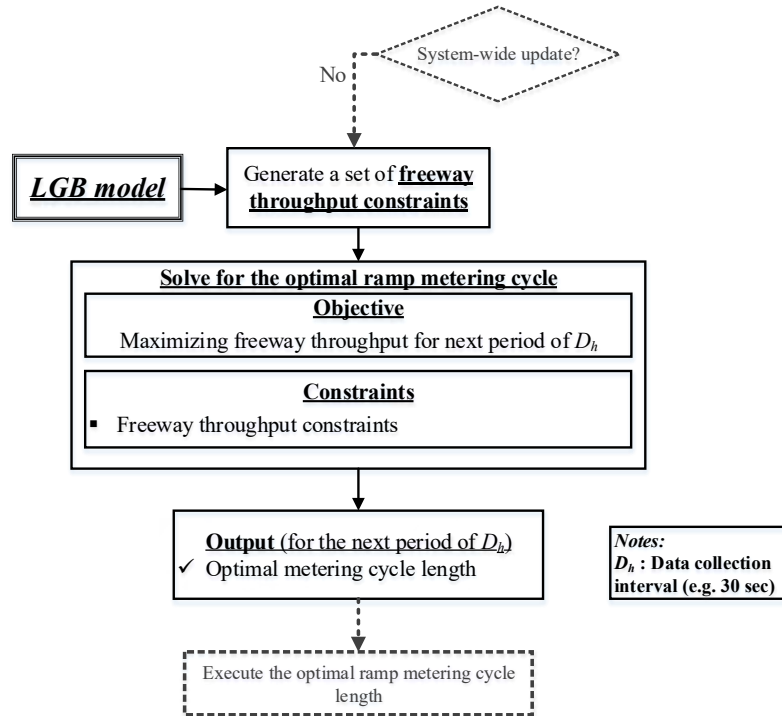 System-wide update?
No
LGB model
Generate a set of freeway
throughput constraints
Solve for the optimal ramp metering cycle
Objective
Maximizing freeway throughput for next period of Dₕ
Constraints
▪ Freeway throughput constraints
Output (for the next period of Dₕ)
✓ Optimal metering cycle length
Notes:
Dₕ : Data collection
interval (e.g. 30 sec)
Execute the optimal ramp metering cycle
length